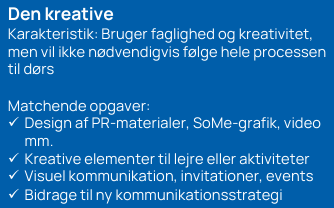 Den kreative
Karakteristik: Bruger faglighed og kreativitet,
men vil ikke nødvendigvis følge hele processen
til dørs
Matchende opgaver:
✓ Design af PR-materialer, SoMe-grafik, video
mm.
✓ Kreative elementer til lejre eller aktiviteter
✓ Visuel kommunikation, invitationer, events
✓ Bidrage til ny kommunikationsstrategi